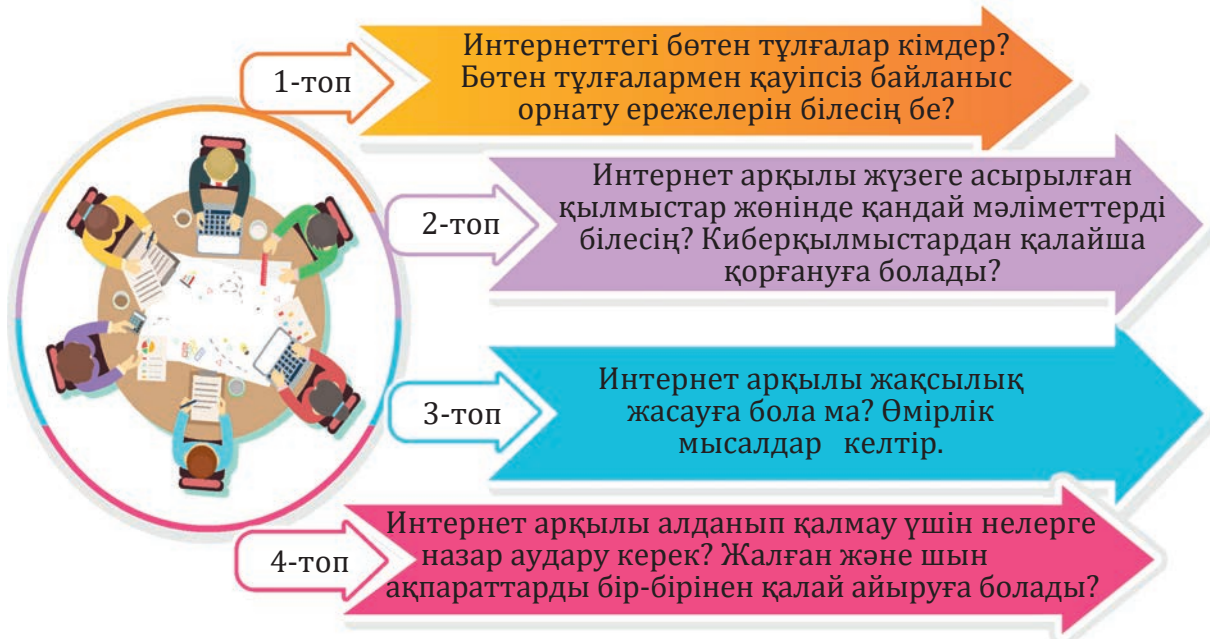 1-топ
Интернеттегі бөтен тұлғалар кімдер?
Бөтен тұлғалармен қауіпсіз байланыс
орнату ережелерін білесің бе?
2-топ
Интернет арқылы жүзеге асырылған
қылмыстар жөнінде қандай мәліметтерді
білесің? Киберқылмыстардан қалайша
қорғануға болады?
3-топ
Интернет арқылы жақсылық
жасауға бола ма? Өмірлік
мысалдар келтір.
4-топ
Интернет арқылы алданып қалмау үшін нелерге
назар аудару керек? Жалған және шын
ақпараттарды бір-бірінен қалай айыруға болады?